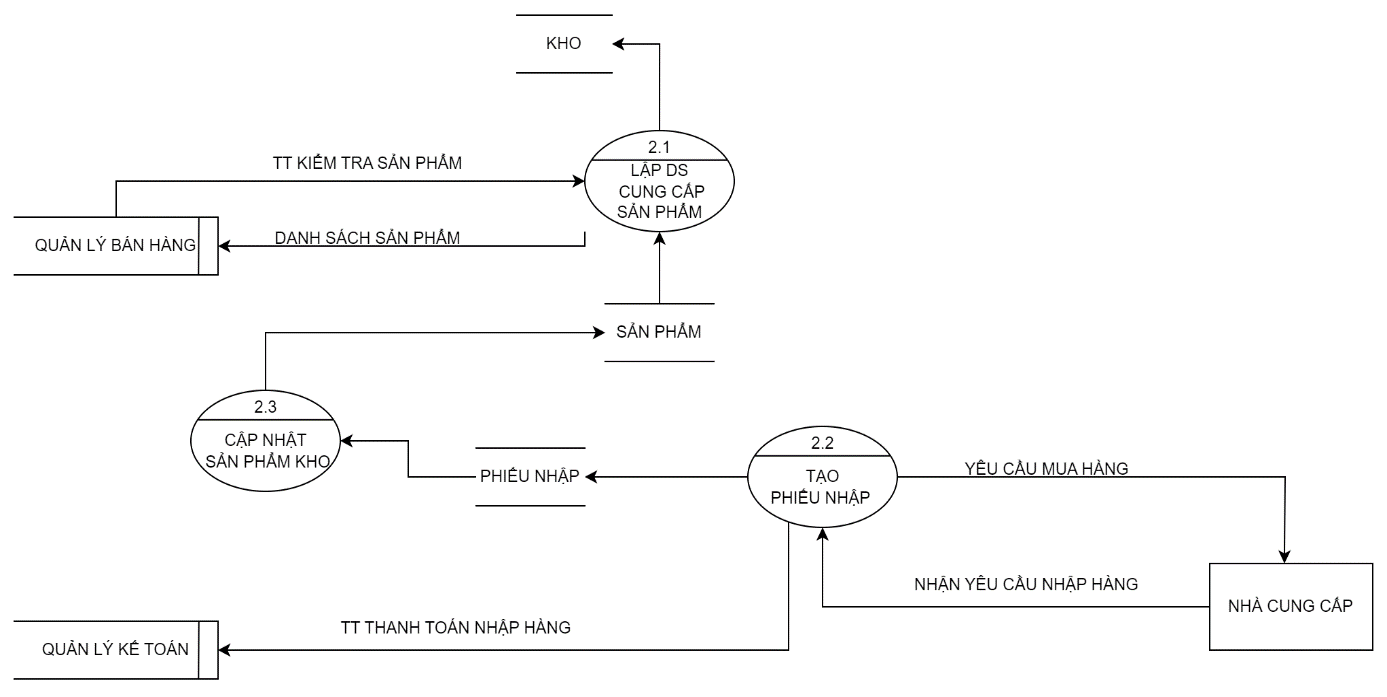 KHO
2.1
LẬP DS
CUNG CẤP
SẢN PHẨM
TT KIỂM TRA SẢN PHẨM
QUẢN LÝ BÁN HÀNG
DANH SÁCH SẢN PHẨM
SẢN PHẨM
2.3
CẬP NHẬT
SẢN PHẨM KHO
PHIẾU NHẬP
2.2
TẠO
PHIẾU NHẬP
YÊU CẦU MUA HÀNG
NHẬN YÊU CẦU NHẬP HÀNG
NHÀ CUNG CẤP
TT THANH TOÁN NHẬP HÀNG
QUẢN LÝ KẾ TOÁN